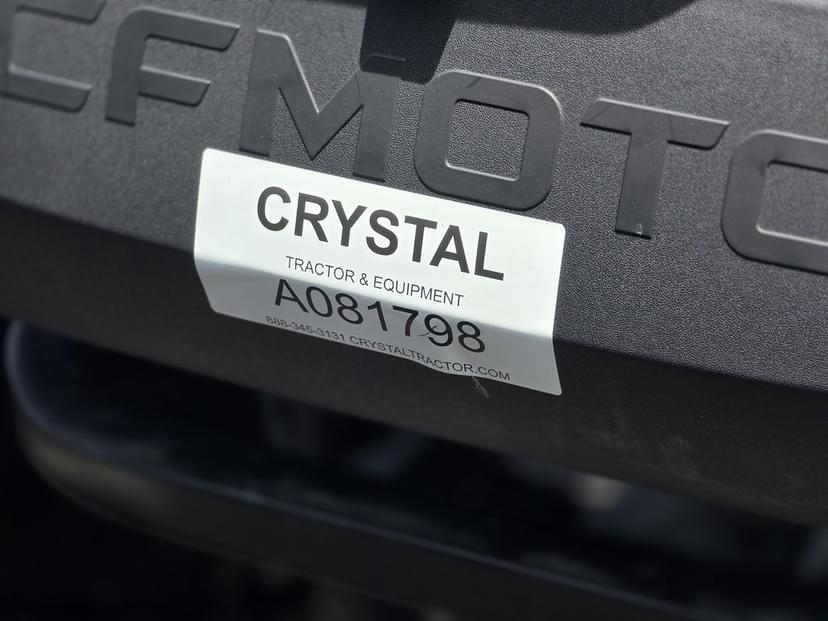 CFMOTO
CRYSTAL
TRACTOR & EQUIPMENT
A081798
888-345-3131 CRYSTALTRACTOR.COM